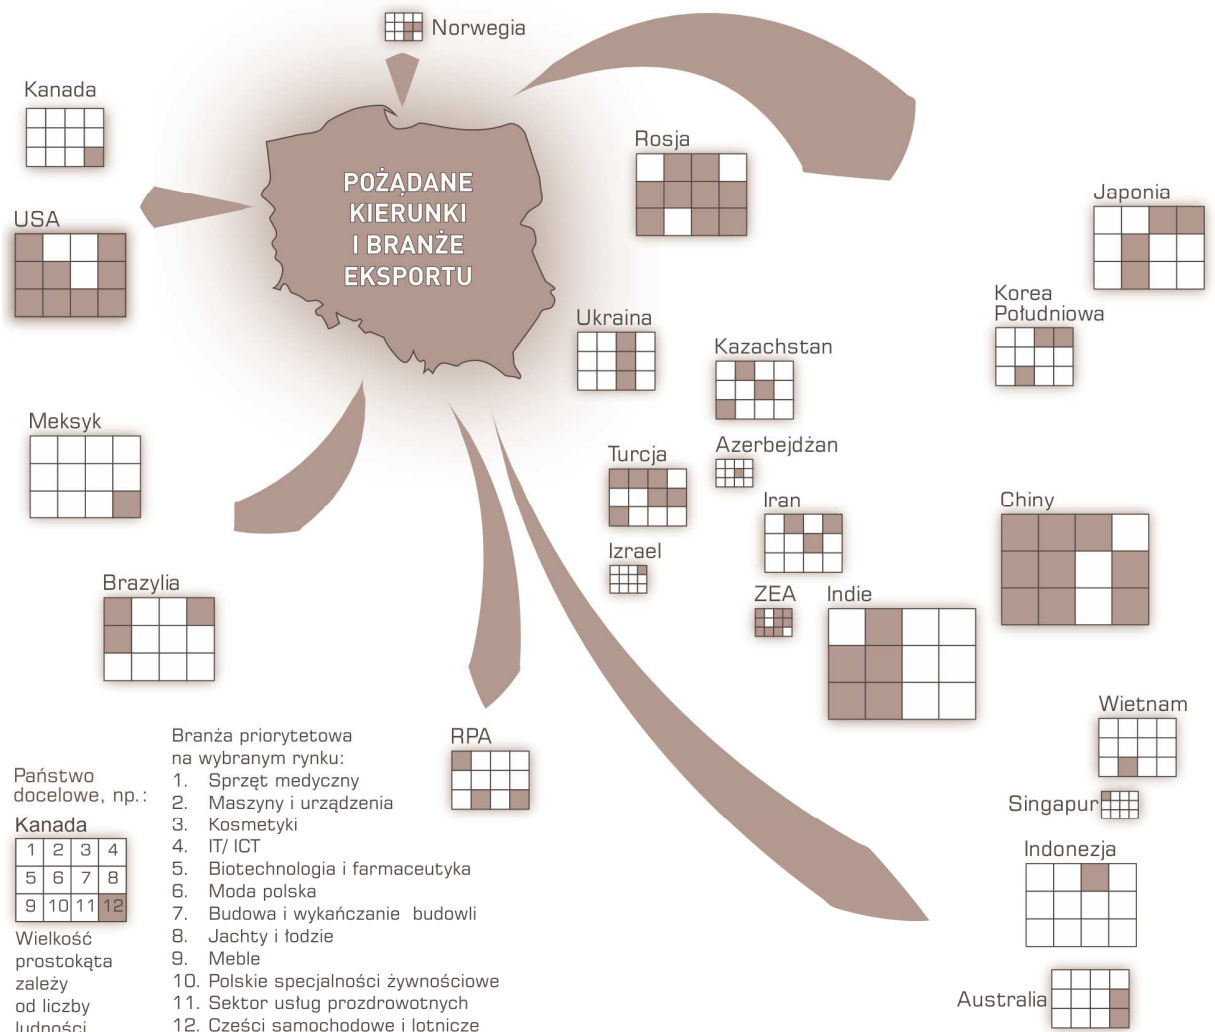 Norwegia
Kanada
USA
POŻĄDANE
KIERUNKI
I BRANŻE
EKSPORTU
Rosja
Japonia
Korea
Południowa
Ukraina
Kazachstan
Meksyk
Turcja
Azerbejdżan
Iran
Chiny
Izrael
Brazylia
ZEA
Indie
Wietnam
RPA
Singapur
Indonezja
Australia
Państwo
docelowe, np.:
Kanada
1 2 3 4
5 6 7 8
9 10 11 12
Wielkość
prostokąta
zależy
od liczby
ludności
Branża priorytetowa
na wybranym rynku:
1. Sprzęt medyczny
2. Maszyny i urządzenia
3. Kosmetyki
4. IT/ ICT
5. Biotechnologia i farmaceutyka
6. Moda polska
7. Budowa i wykańczanie budowli
8. Jachty i łodzie
9. Meble
10. Polskie specjalności żywnościowe
11. Sektor usług prozdrowotnych
12. Części samochodowe i lotnicze